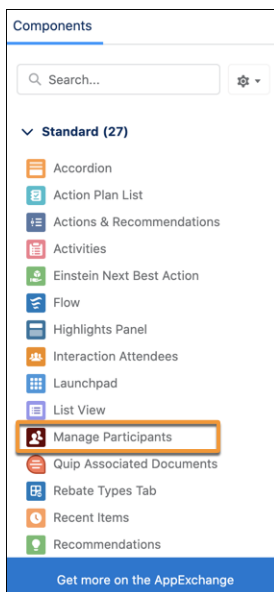 Components
Search...
Standard (27)
Accordion
Action Plan List
Actions & Recommendations
Activities
Einstein Next Best Action
Flow
Highlights Panel
Interaction Attendees
Launchpad
List View
Manage Participants
Quip Associated Documents
Rebate Types Tab
Recent Items
Recommendations
Get more on the AppExchange